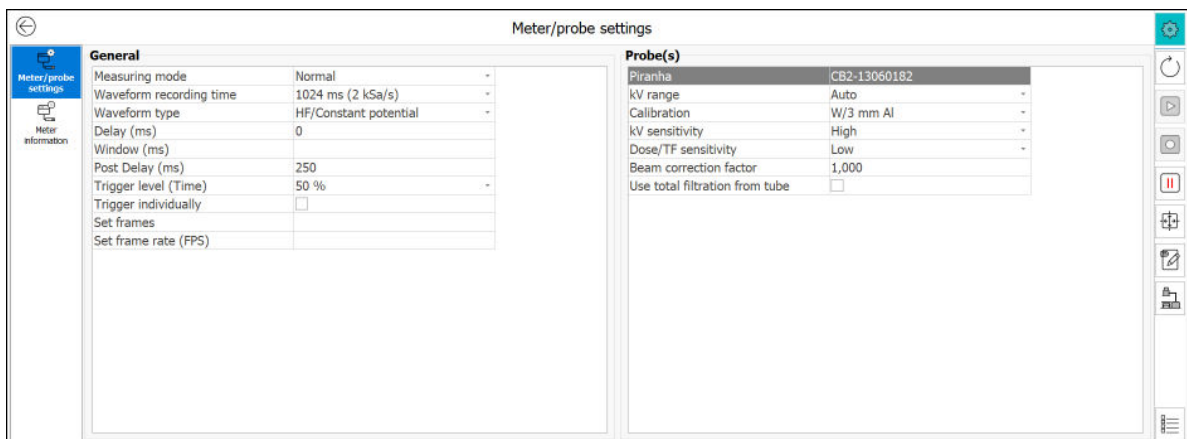 Meter/probe settings
Meter/probe
settings
Meter
information
General
Measuring mode Normal
Waveform recording time 1024 ms (2 kSa/s)
Waveform type HF/Constant potential
Delay (ms) 0
Window (ms)
Post Delay (ms) 250
Trigger level (Time) 50 %
Trigger individually
Set frames
Set frame rate (FPS)
Probe(s)
Piranha CB2-13060182
kV range Auto
Calibration W/3 mm Al
kV sensitivity High
Dose/TF sensitivity Low
Beam correction factor 1,000
Use total filtration from tube